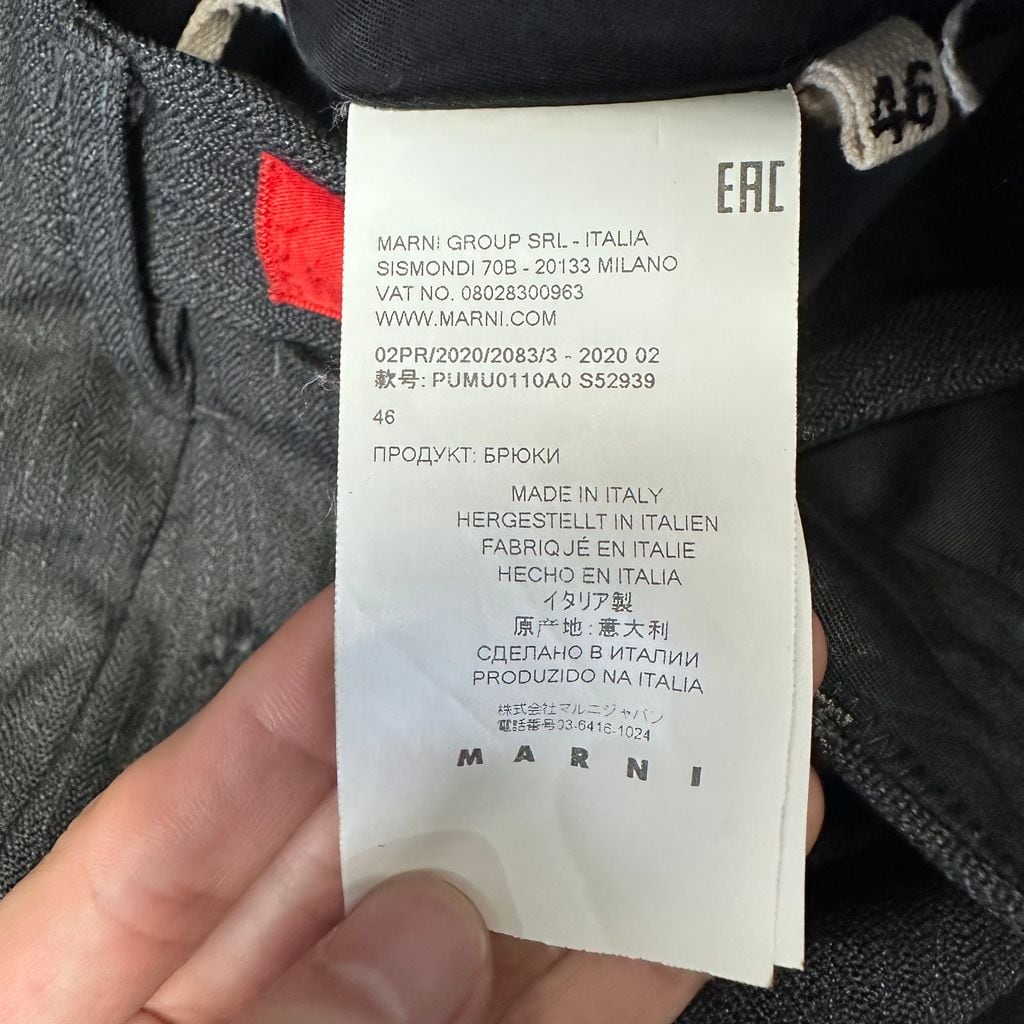 46
EAC
MARNI GROUP SRL - ITALIA
SISMONDI 70B - 20133 MILANO
VAT NO. 08028300963
WWW.MARNI.COM
02PR/2020/2083/3 - 2020 02
款号: PUMU0110A0 S52939
46
ПРОДУКТ: БРЮКИ
MADE IN ITALY
HERGESTELLT IN ITALIEN
FABRIQUÉ EN ITALIE
HECHO EN ITALIA
イタリア製
原产地:意大利
СДЕЛАНО В ИТАЛИИ
PRODUZIDO NA ITALIA
株式会社マルニジャパン
電話番号03-6416-1024
MARNI